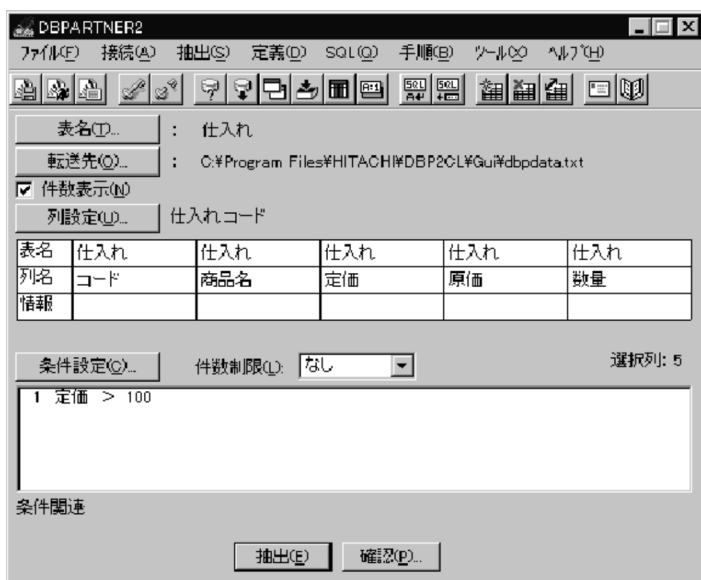 DBPARTNER2
ファイル(F) 接続(A) 抽出(S) 定義(D) SQL(Q) 手順(B) ツール(X) ヘルプ(H)
表名(T)... : 仕入れ
転送先(O)... : C:¥Program Files¥HITACHI¥DBP2CL¥Gui¥dbpdata.txt
件数表示(N)
列設定(U)... 仕入れコード
表名 仕入れ 仕入れ 仕入れ 仕入れ 仕入れ
列名 コード 商品名 定価 原価 数量
情報
条件設定(C)... 件数制限(L): なし 選択列: 5
1 定価 > 100
条件関連
抽出(E) 確認(P)...